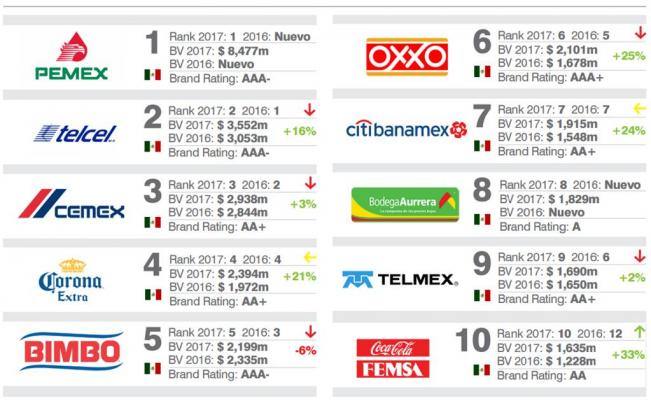 PEMEX
1
Rank 2017: 1 2016: Nuevo
BV 2017: $ 8,477m
BV 2016: Nuevo
Brand Rating: AAA-
telcel
2
Rank 2017: 2 2016: 1
BV 2017: $ 3,552m
BV 2016: $ 3,053m
+16%
Brand Rating: AAA-
CEMEX
3
Rank 2017: 3 2016: 2
BV 2017: $ 2,938m
BV 2016: $ 2,844m
+3%
Brand Rating: AA+
Corona
Extra
4
Rank 2017: 4 2016: 4
BV 2017: $ 2,394m
BV 2016: $ 1,972m
+21%
Brand Rating: AA+
BIMBO
5
Rank 2017: 5 2016: 3
BV 2017: $ 2,199m
BV 2016: $ 2,335m
-6%
Brand Rating: AAA-
OXXO
6
Rank 2017: 6 2016: 5
BV 2017: $ 2,101m
BV 2016: $ 1,678m
+25%
Brand Rating: AAA+
citibanamex
7
Rank 2017: 7 2016: 7
BV 2017: $ 1,915m
BV 2016: $ 1,548m
+24%
Brand Rating: AA+
Bodega Aurrera
La campeona de los precios bajos
8
Rank 2017: 8 2016: Nuevo
BV 2017: $ 1,829m
BV 2016: Nuevo
Brand Rating: A
TELMEX®
9
Rank 2017: 9 2016: 6
BV 2017: $ 1,690m
BV 2016: $ 1,650m
+2%
Brand Rating: AA+
Coca-Cola
FEMSA
10
Rank 2017: 10 2016: 12
BV 2017: $ 1,635m
BV 2016: $ 1,228m
+33%
Brand Rating: AA